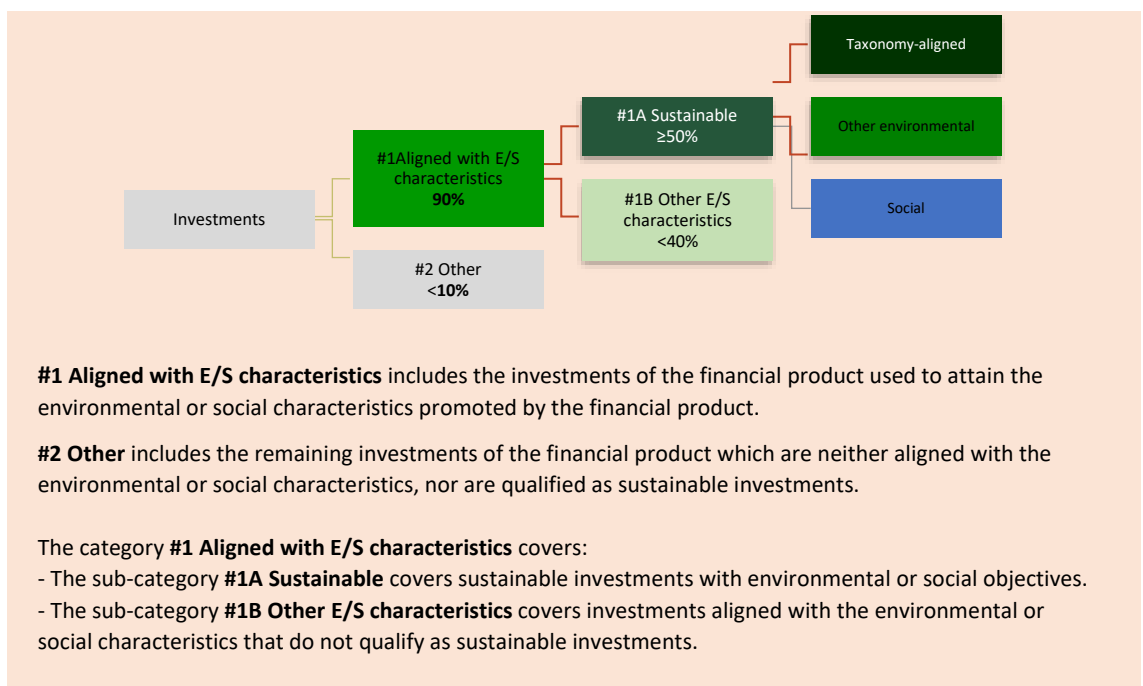 Taxonomy-aligned
#1A Sustainable
≥50%
Other environmental
#1Aligned with E/S
characteristics
90%
#1B Other E/S
characteristics
<40%
Social
Investments
#2 Other
<10%
#1 Aligned with E/S characteristics includes the investments of the financial product used to attain the
environmental or social characteristics promoted by the financial product.
#2 Other includes the remaining investments of the financial product which are neither aligned with the
environmental or social characteristics, nor are qualified as sustainable investments.
The category #1 Aligned with E/S characteristics covers:
- The sub-category #1A Sustainable covers sustainable investments with environmental or social objectives.
- The sub-category #1B Other E/S characteristics covers investments aligned with the environmental or
social characteristics that do not qualify as sustainable investments.